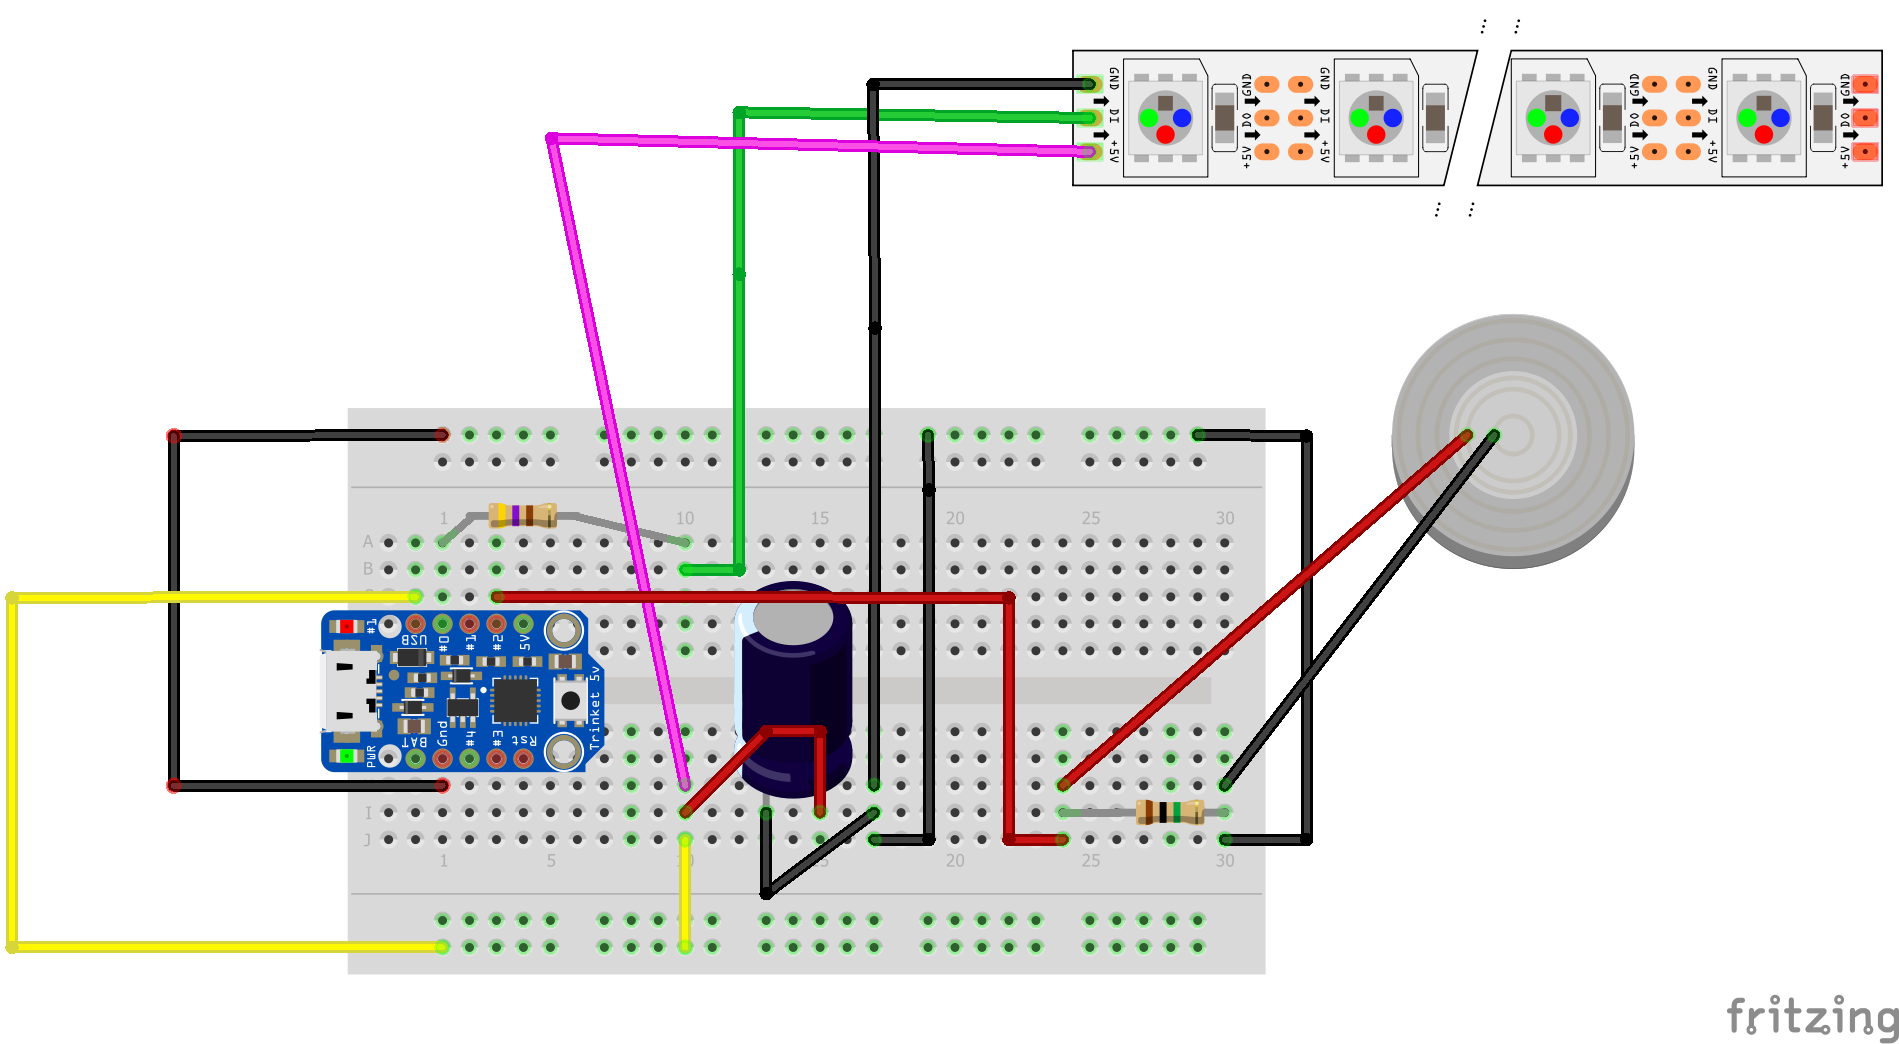 GND GND GND GND GND GND
DI DO DI DO DI DO
+5V +5V +5V +5V +5V +5V
1 10 15 20 25 30
A
B
#1 USB #0 #1 #2 5V
Trinket 5v
PWR BAT Gnd #4 #3 Rst
I
J
1 5 20 25 30
fritzing